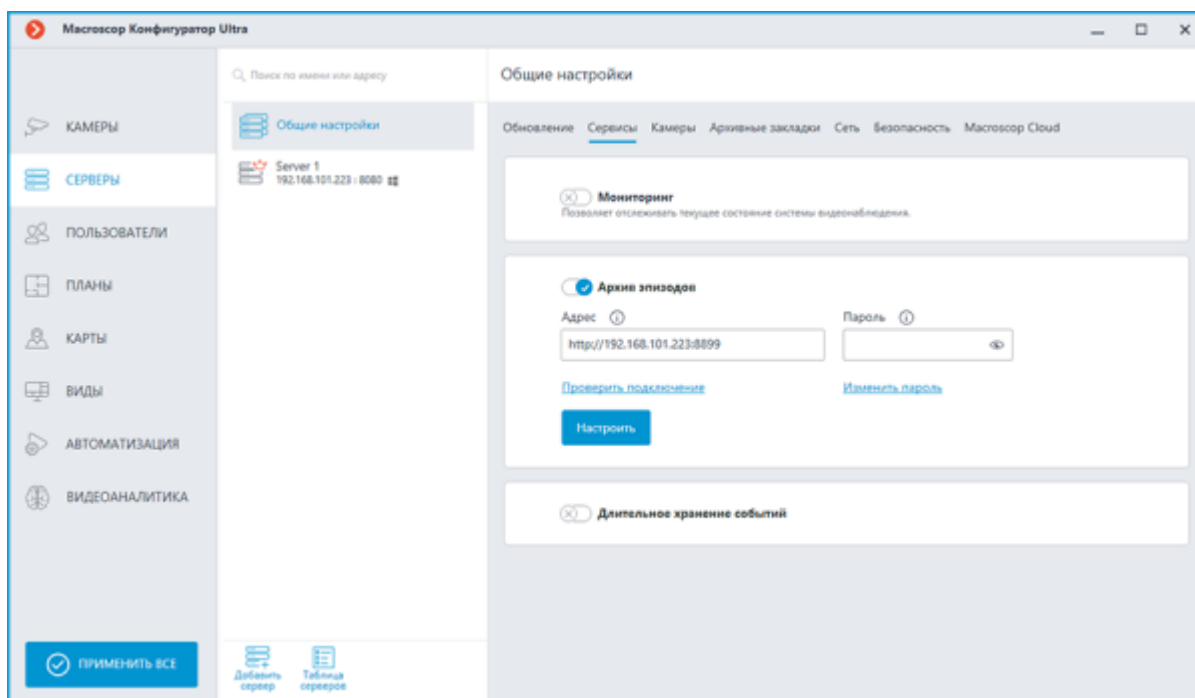 Macroscop Конфигуратор Ultra
Поиск по имени или адресу
Общие настройки
КАМЕРЫ
СЕРВЕРЫ
ПОЛЬЗОВАТЕЛИ
ПЛАНЫ
КАРТЫ
ВИДЫ
АВТОМАТИЗАЦИЯ
ВИДЕОАНАЛИТИКА
ПРИМЕНИТЬ ВСЕ
Общие настройки
Server 1
192.168.101.223 : 8080
Добавить сервер
Таблица серверов
Обновление Сервисы Камеры Архивные закладки Сеть Безопасность Macroscop Cloud
Мониторинг
Позволяет отслеживать текущее состояние системы видеонаблюдения.
Архив эпизодов
Адрес Пароль
http://192.168.101.223:8899
Проверить подключение Изменить пароль
Настроить
Длительное хранение событий